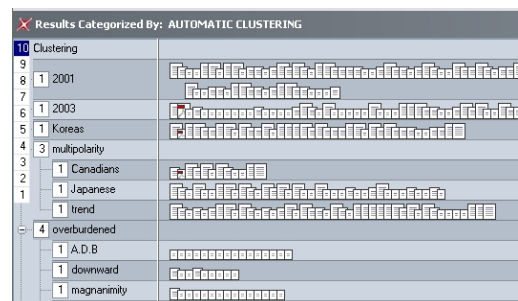 Results Categorized By: AUTOMATIC CLUSTERING
10 Clustering
9
8 1 2001
7
6 1 2003
5 1 Koreas
4 3 multipolarity
3
1 Canadians
2
1 1 Japanese
1 trend
4 overburdened
1 A.D.B
1 downward
1 magnanimity